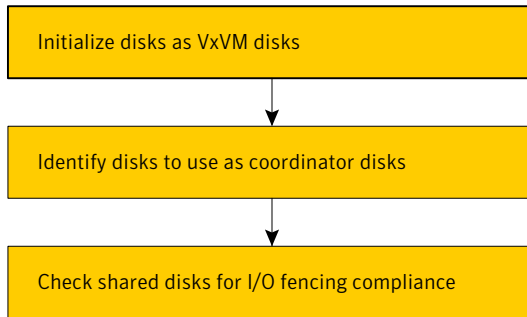 Initialize disks as VxVM disks
Identify disks to use as coordinator disks
Check shared disks for I/O fencing compliance